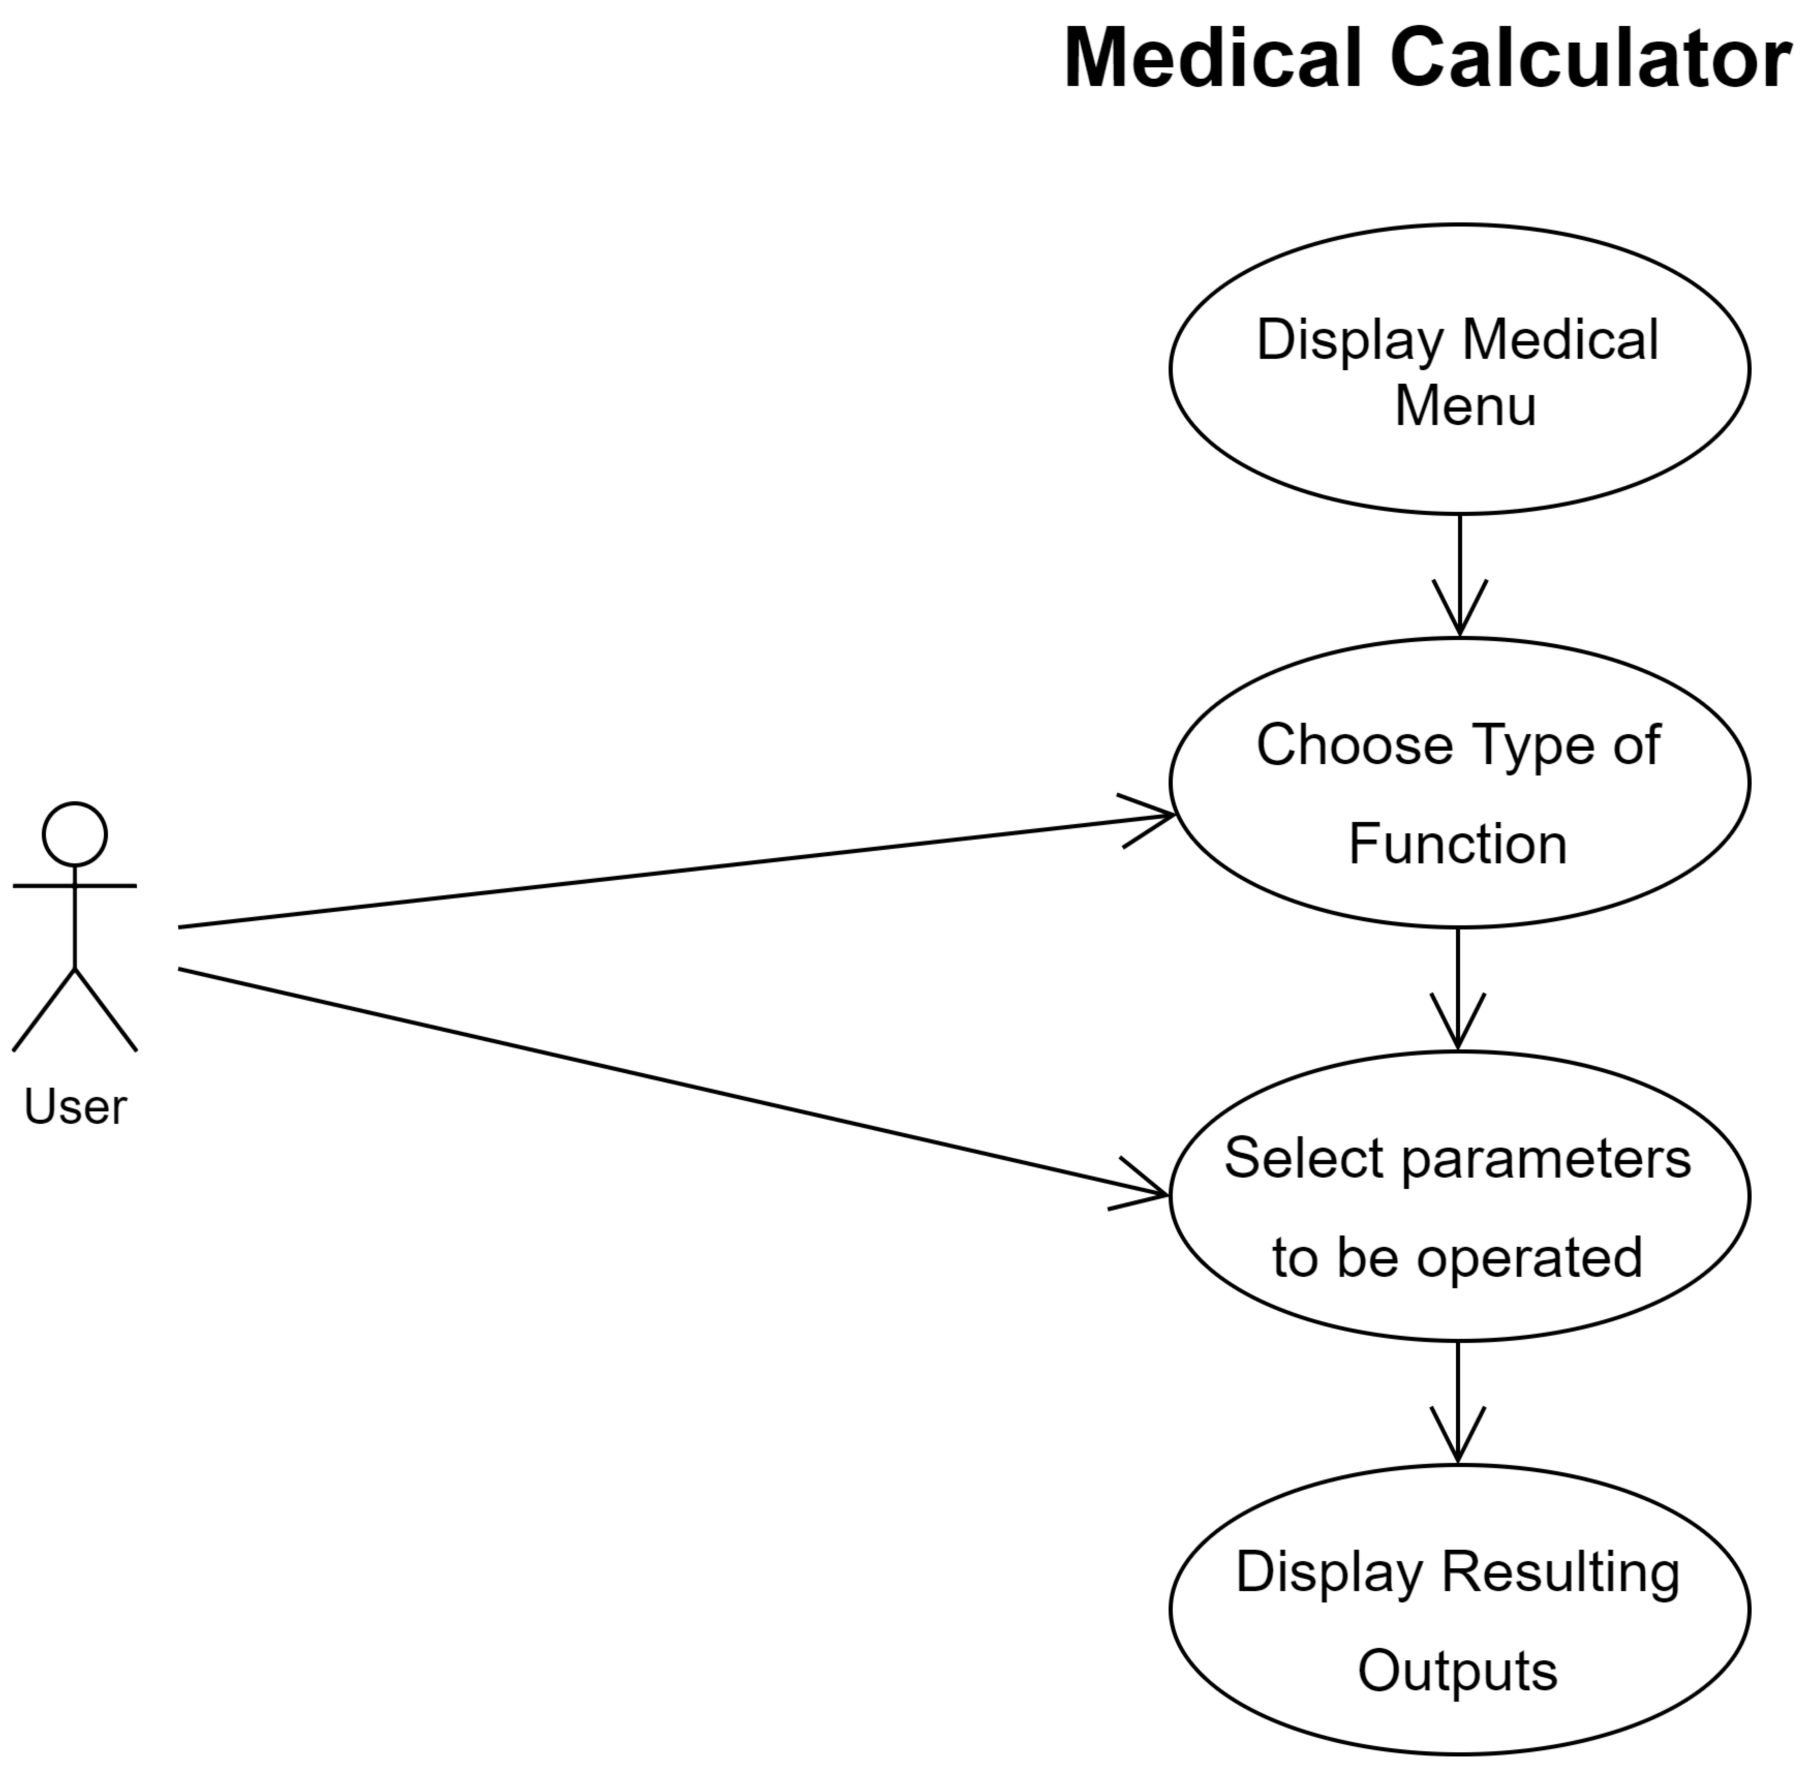 Medical Calculator
Display Medical
Menu
Choose Type of
Function
User
Select parameters
to be operated
Display Resulting
Outputs